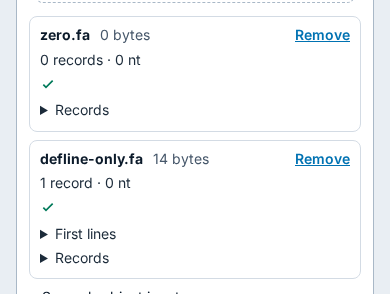 zero.fa 0 bytes Remove
0 records · 0 nt
✓
▶ Records
defline-only.fa 14 bytes Remove
1 record · 0 nt
✓
▶ First lines
▶ Records